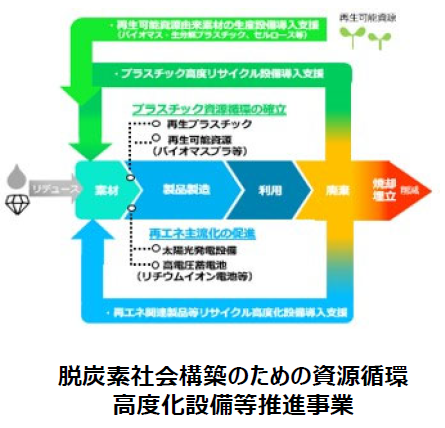 再生可能資源
・再生可能資源由来素材の生産設備導入支援
(バイオマス・生分解プラスチック、セルロース等)
・プラスチック高度リサイクル設備導入支援
プラスチック資源循環の確立
再生プラスチック
再生可能資源
(バイオマスプラ等)
リデュース
素材
製品製造
利用
廃棄
焼却
埋立
削減
再エネ主流化の促進
太陽光発電設備
高電圧蓄電池
(リチウムイオン電池等)
・再エネ関連製品等リサイクル高度化設備導入支援
脱炭素社会構築のための資源循環
高度化設備等推進事業